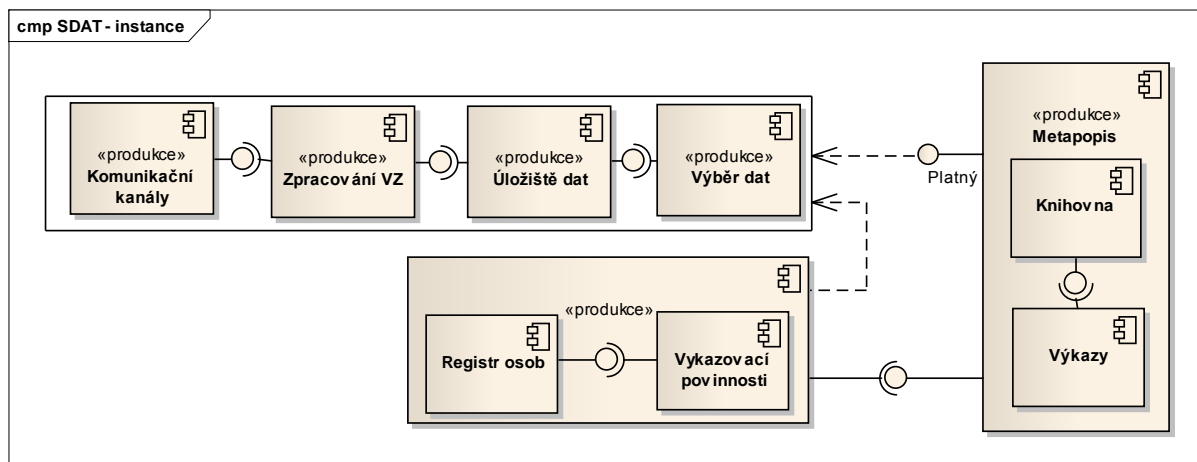 cmp SDAT - instance
«produkce»
Komunikační
kanály
«produkce»
Zpracování VZ
«produkce»
Úložiště dat
«produkce»
Výběr dat
Platný
«produkce»
Metapopis
Knihovna
Výkazy
«produkce»
Registr osob
Vykazovací
povinnosti